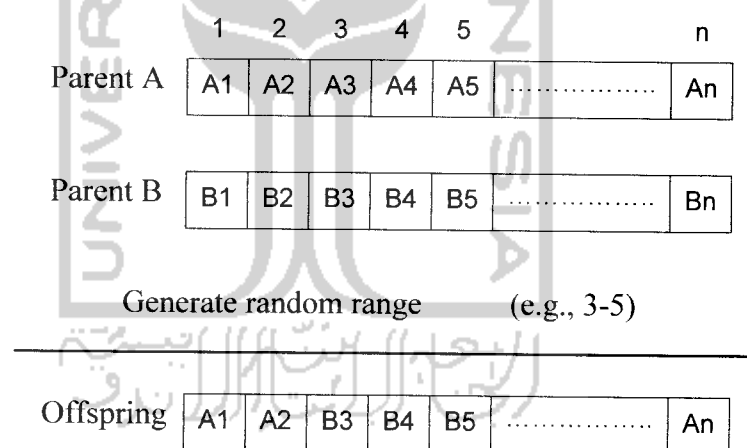 1 2 3 4 5 n
Parent A A1 A2 A3 A4 A5 ................. An
Parent B B1 B2 B3 B4 B5 ................. Bn
Generate random range (e.g., 3-5)
Offspring A1 A2 B3 B4 B5 ................. An